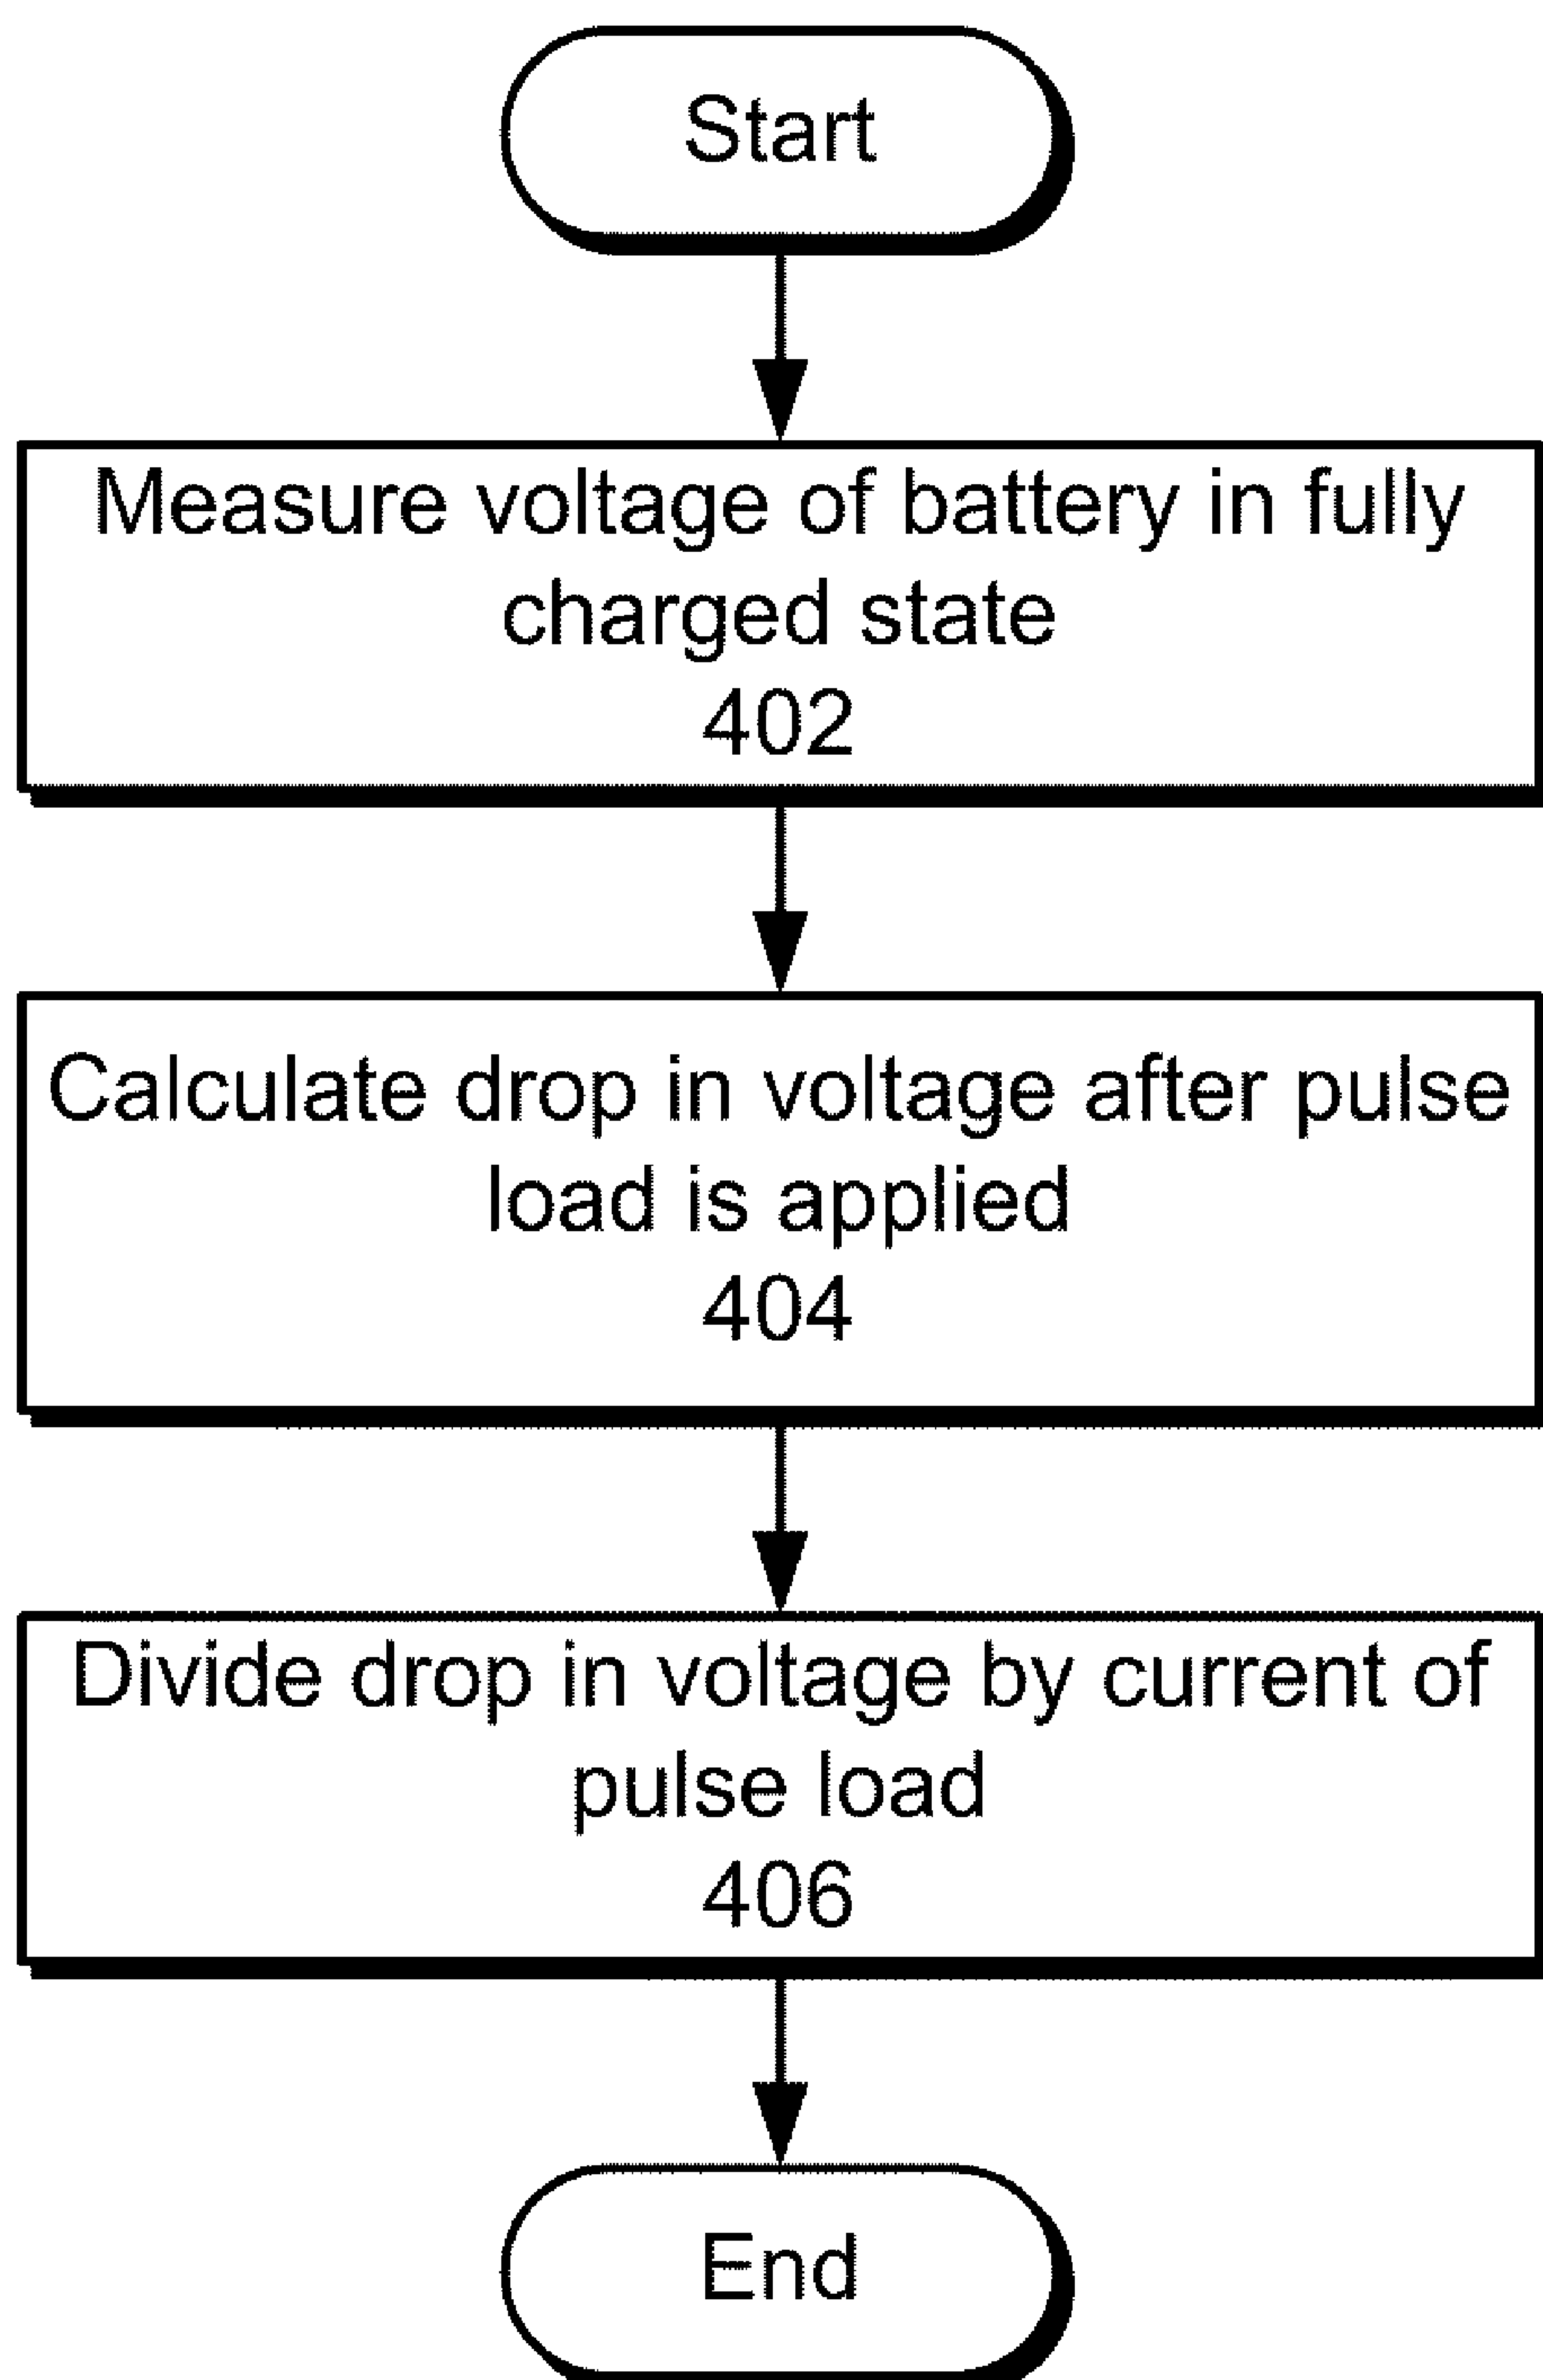 Start
Measure voltage of battery in fully
charged state
402
Calculate drop in voltage after pulse
load is applied
404
Divide drop in voltage by current of
pulse load
406
End